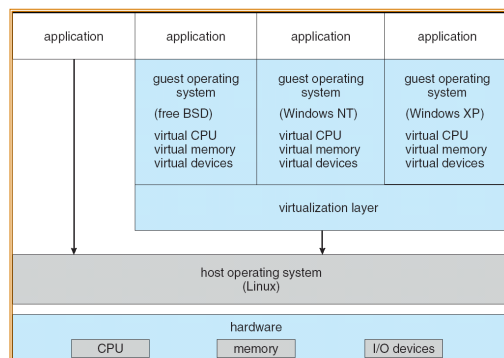 application
application
application
application
guest operating system
(free BSD)
virtual CPU
virtual memory
virtual devices
guest operating system
(Windows NT)
virtual CPU
virtual memory
virtual devices
guest operating system
(Windows XP)
virtual CPU
virtual memory
virtual devices
virtualization layer
host operating system
(Linux)
hardware
CPU
memory
I/O devices